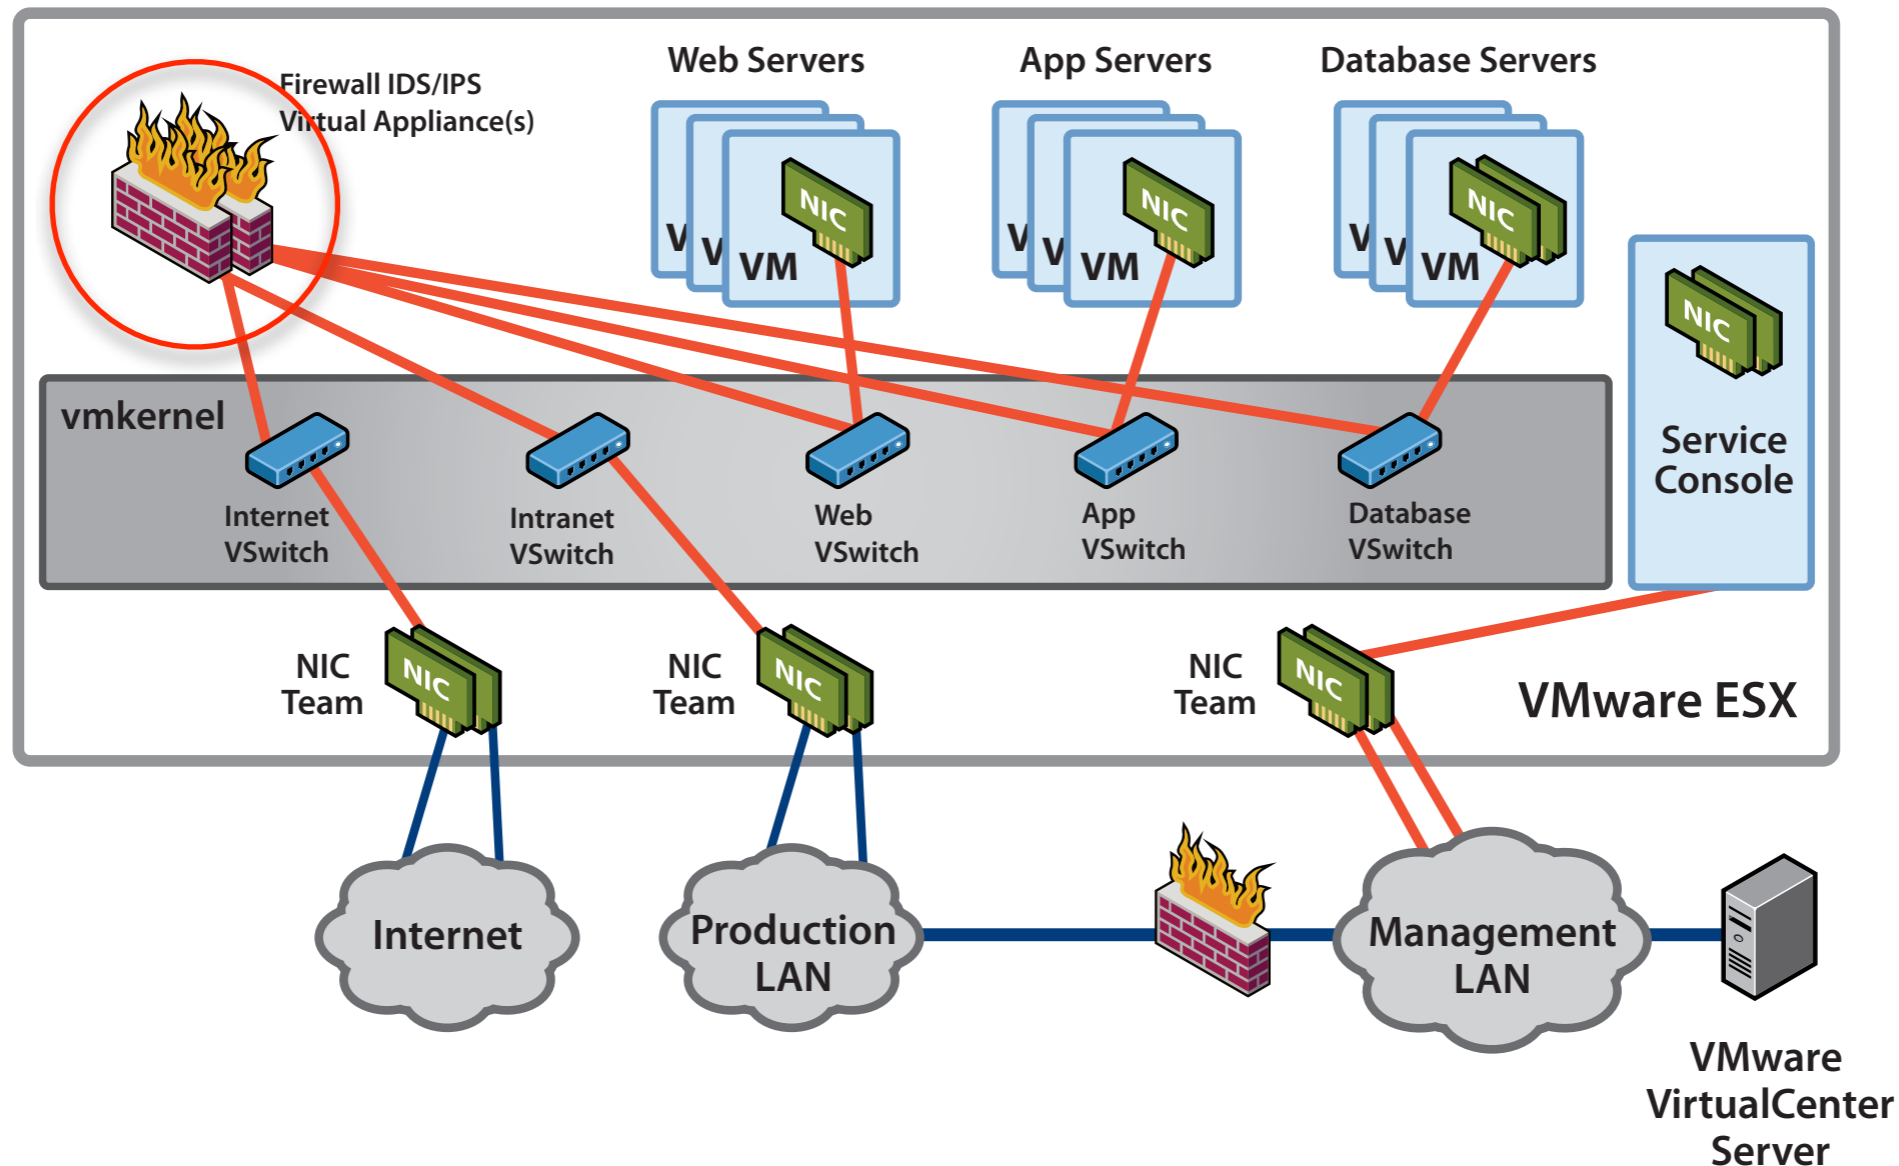 Web Servers
App Servers
Database Servers
Firewall IDS/IPS
Virtual Appliance(s)
NIC
NIC
NIC
V
V
VM
V
V
VM
V
V
VM
NIC
Service
Console
vmkernel
Internet
VSwitch
Intranet
VSwitch
Web
VSwitch
App
VSwitch
Database
VSwitch
NIC
Team
NIC
NIC
Team
NIC
NIC
Team
NIC
VMware ESX
Internet
Production
LAN
Management
LAN
VMware
VirtualCenter
Server